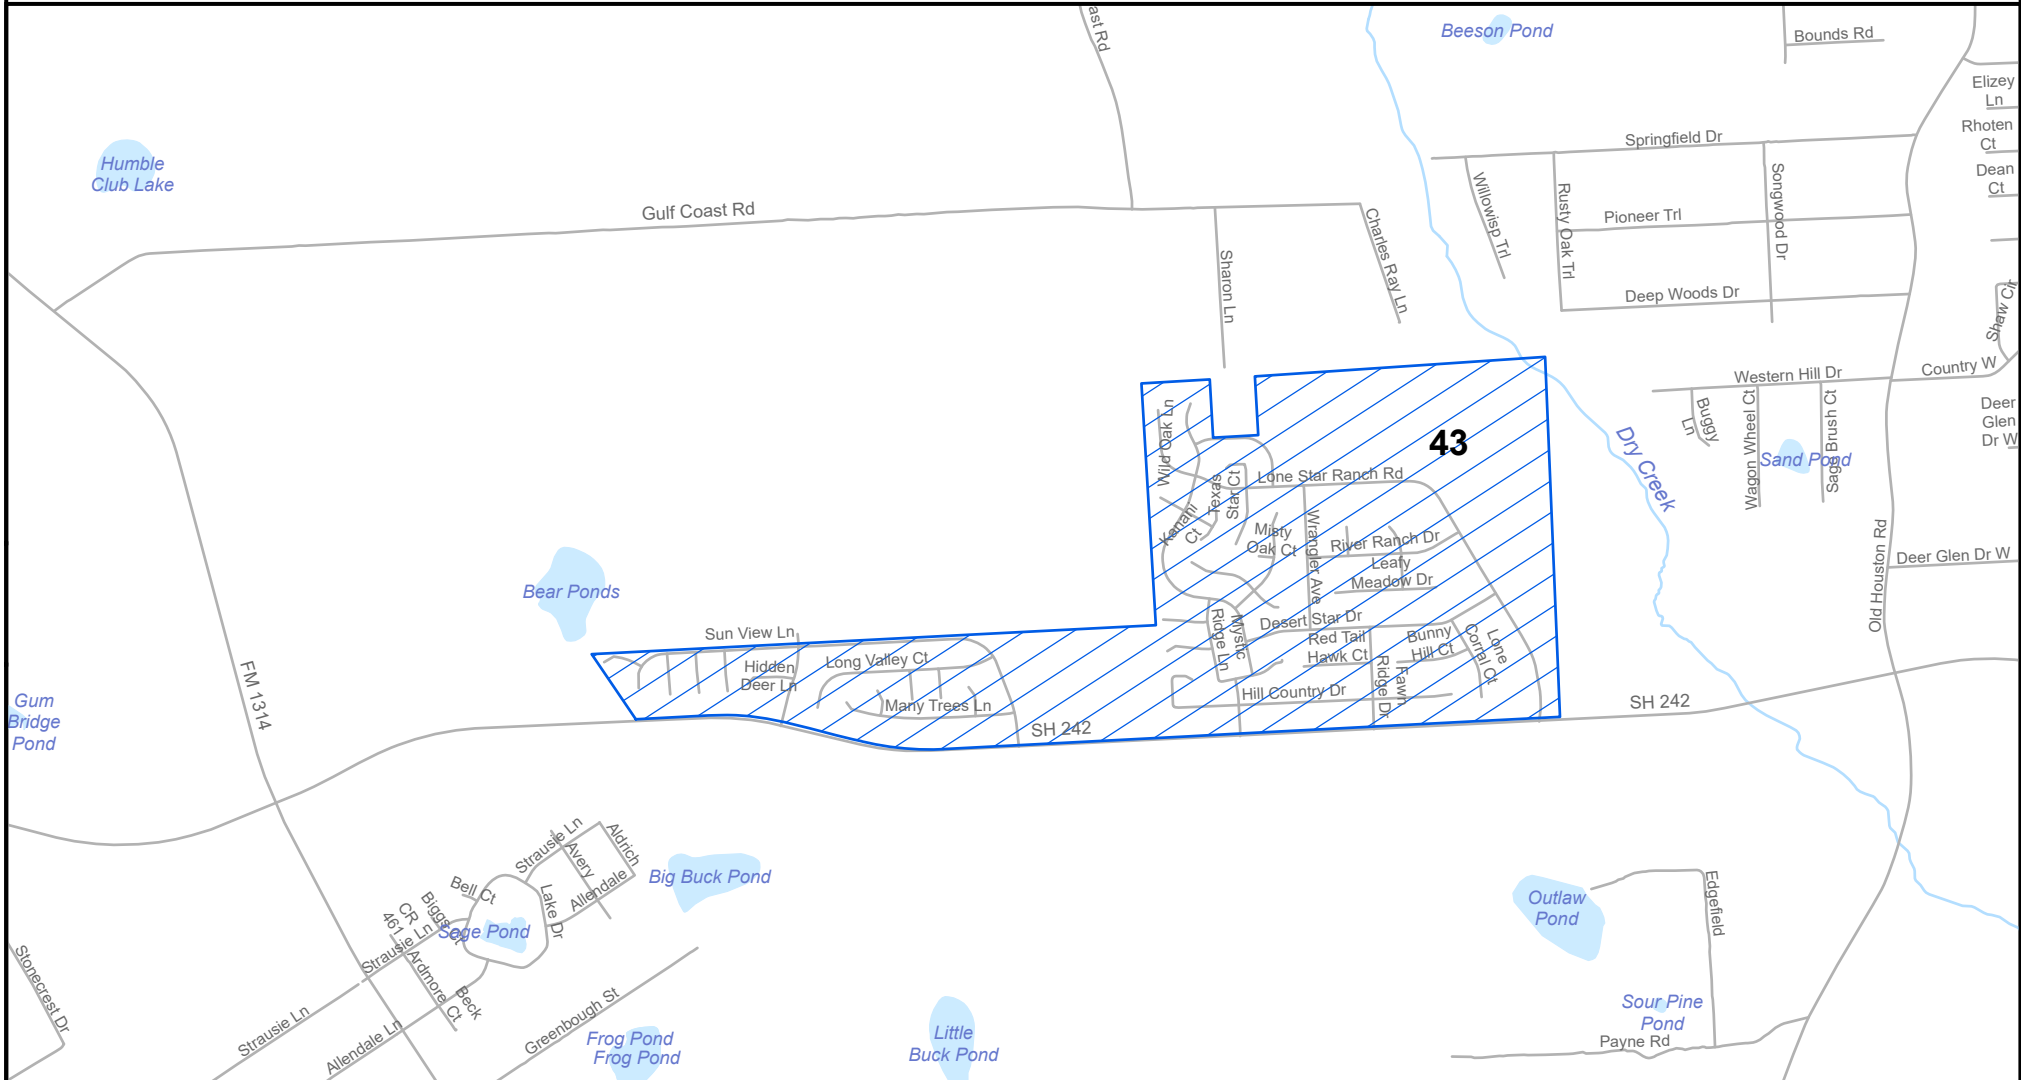 ast Rd
Beeson Pond
Bounds Rd
Elizey
Ln
Rhoten
Ct
Dean
Ct
Springfield Dr
Humble
Club Lake
Willowisp Trl
Rusty Oak Trl
Songwood Dr
Pioneer Trl
Gulf Coast Rd
Charles Ray Ln
Sharon Ln
Deep Woods Dr
Shaw Cir
Country W
Western Hill Dr
Buggy
Ln
Wagon Wheel Ct
Sage Brush Ct
Sand Pond
Deer
Glen
Dr W
43
Dry Creek
Wild Oak Ln
Lone Star Ranch Rd
Texas
Star Ct
Kanani
Ct
Misty
Oak Ct
Wrangler Ave
River Ranch Dr
Leafy
Meadow Dr
Old Houston Rd
Deer Glen Dr W
Bear Ponds
Sun View Ln
Mystic
Ridge Ln
Desert Star Dr
Red Tail
Hawk Ct
Bunny
Hill Ct
Lone
Corral Ct
Hidden
Deer Ln
Long Valley Ct
Fawn
Ridge Dr
Hill Country Dr
Many Trees Ln
SH 242
SH 242
FM 1314
Gum
Bridge
Pond
Strausie Ln
Aldrich
Avery
Allendale
Bell Ct
Lake Dr
Big Buck Pond
Biggs Ct
CR
461
Sage Pond
Strausie Ln
Ardmore Ct
Beck
Outlaw
Pond
Edgefield
Stonecrest Dr
Strausie Ln
Allendale Ln
Greenbough St
Frog Pond
Frog Pond
Little
Buck Pond
Sour Pine
Pond
Payne Rd